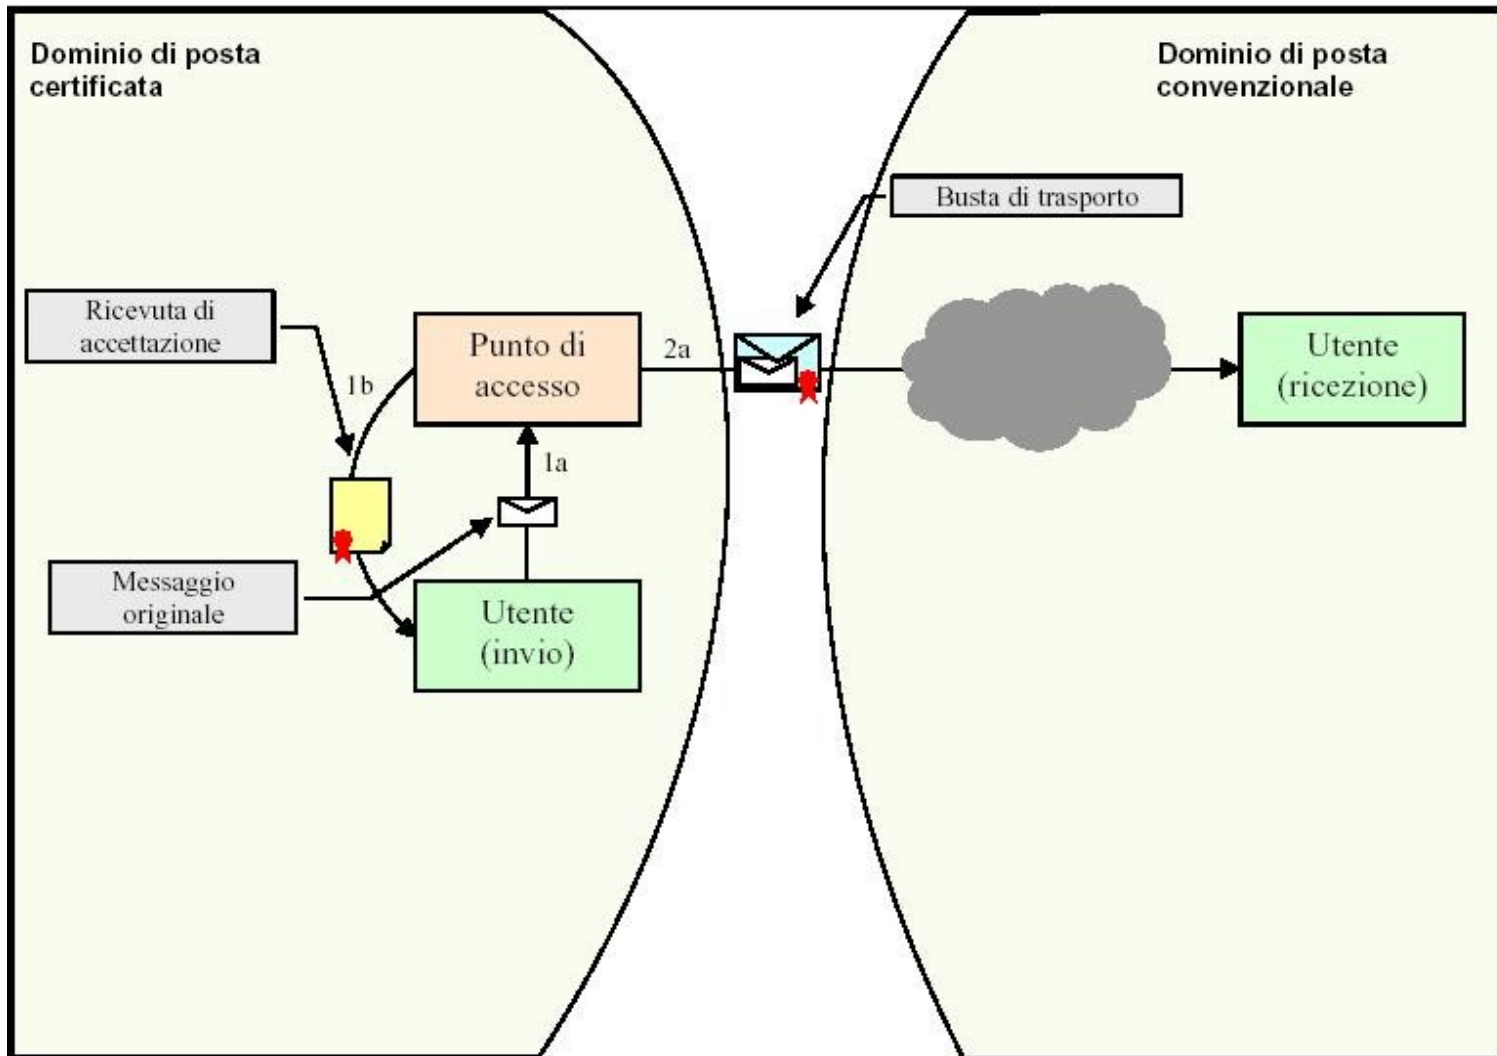 Dominio di posta
certificata
Dominio di posta
convenzionale
Busta di trasporto
Ricevuta di
accettazione
1b
Punto di
accesso
2a
Utente
(ricezione)
1a
Messaggio
originale
Utente
(invio)